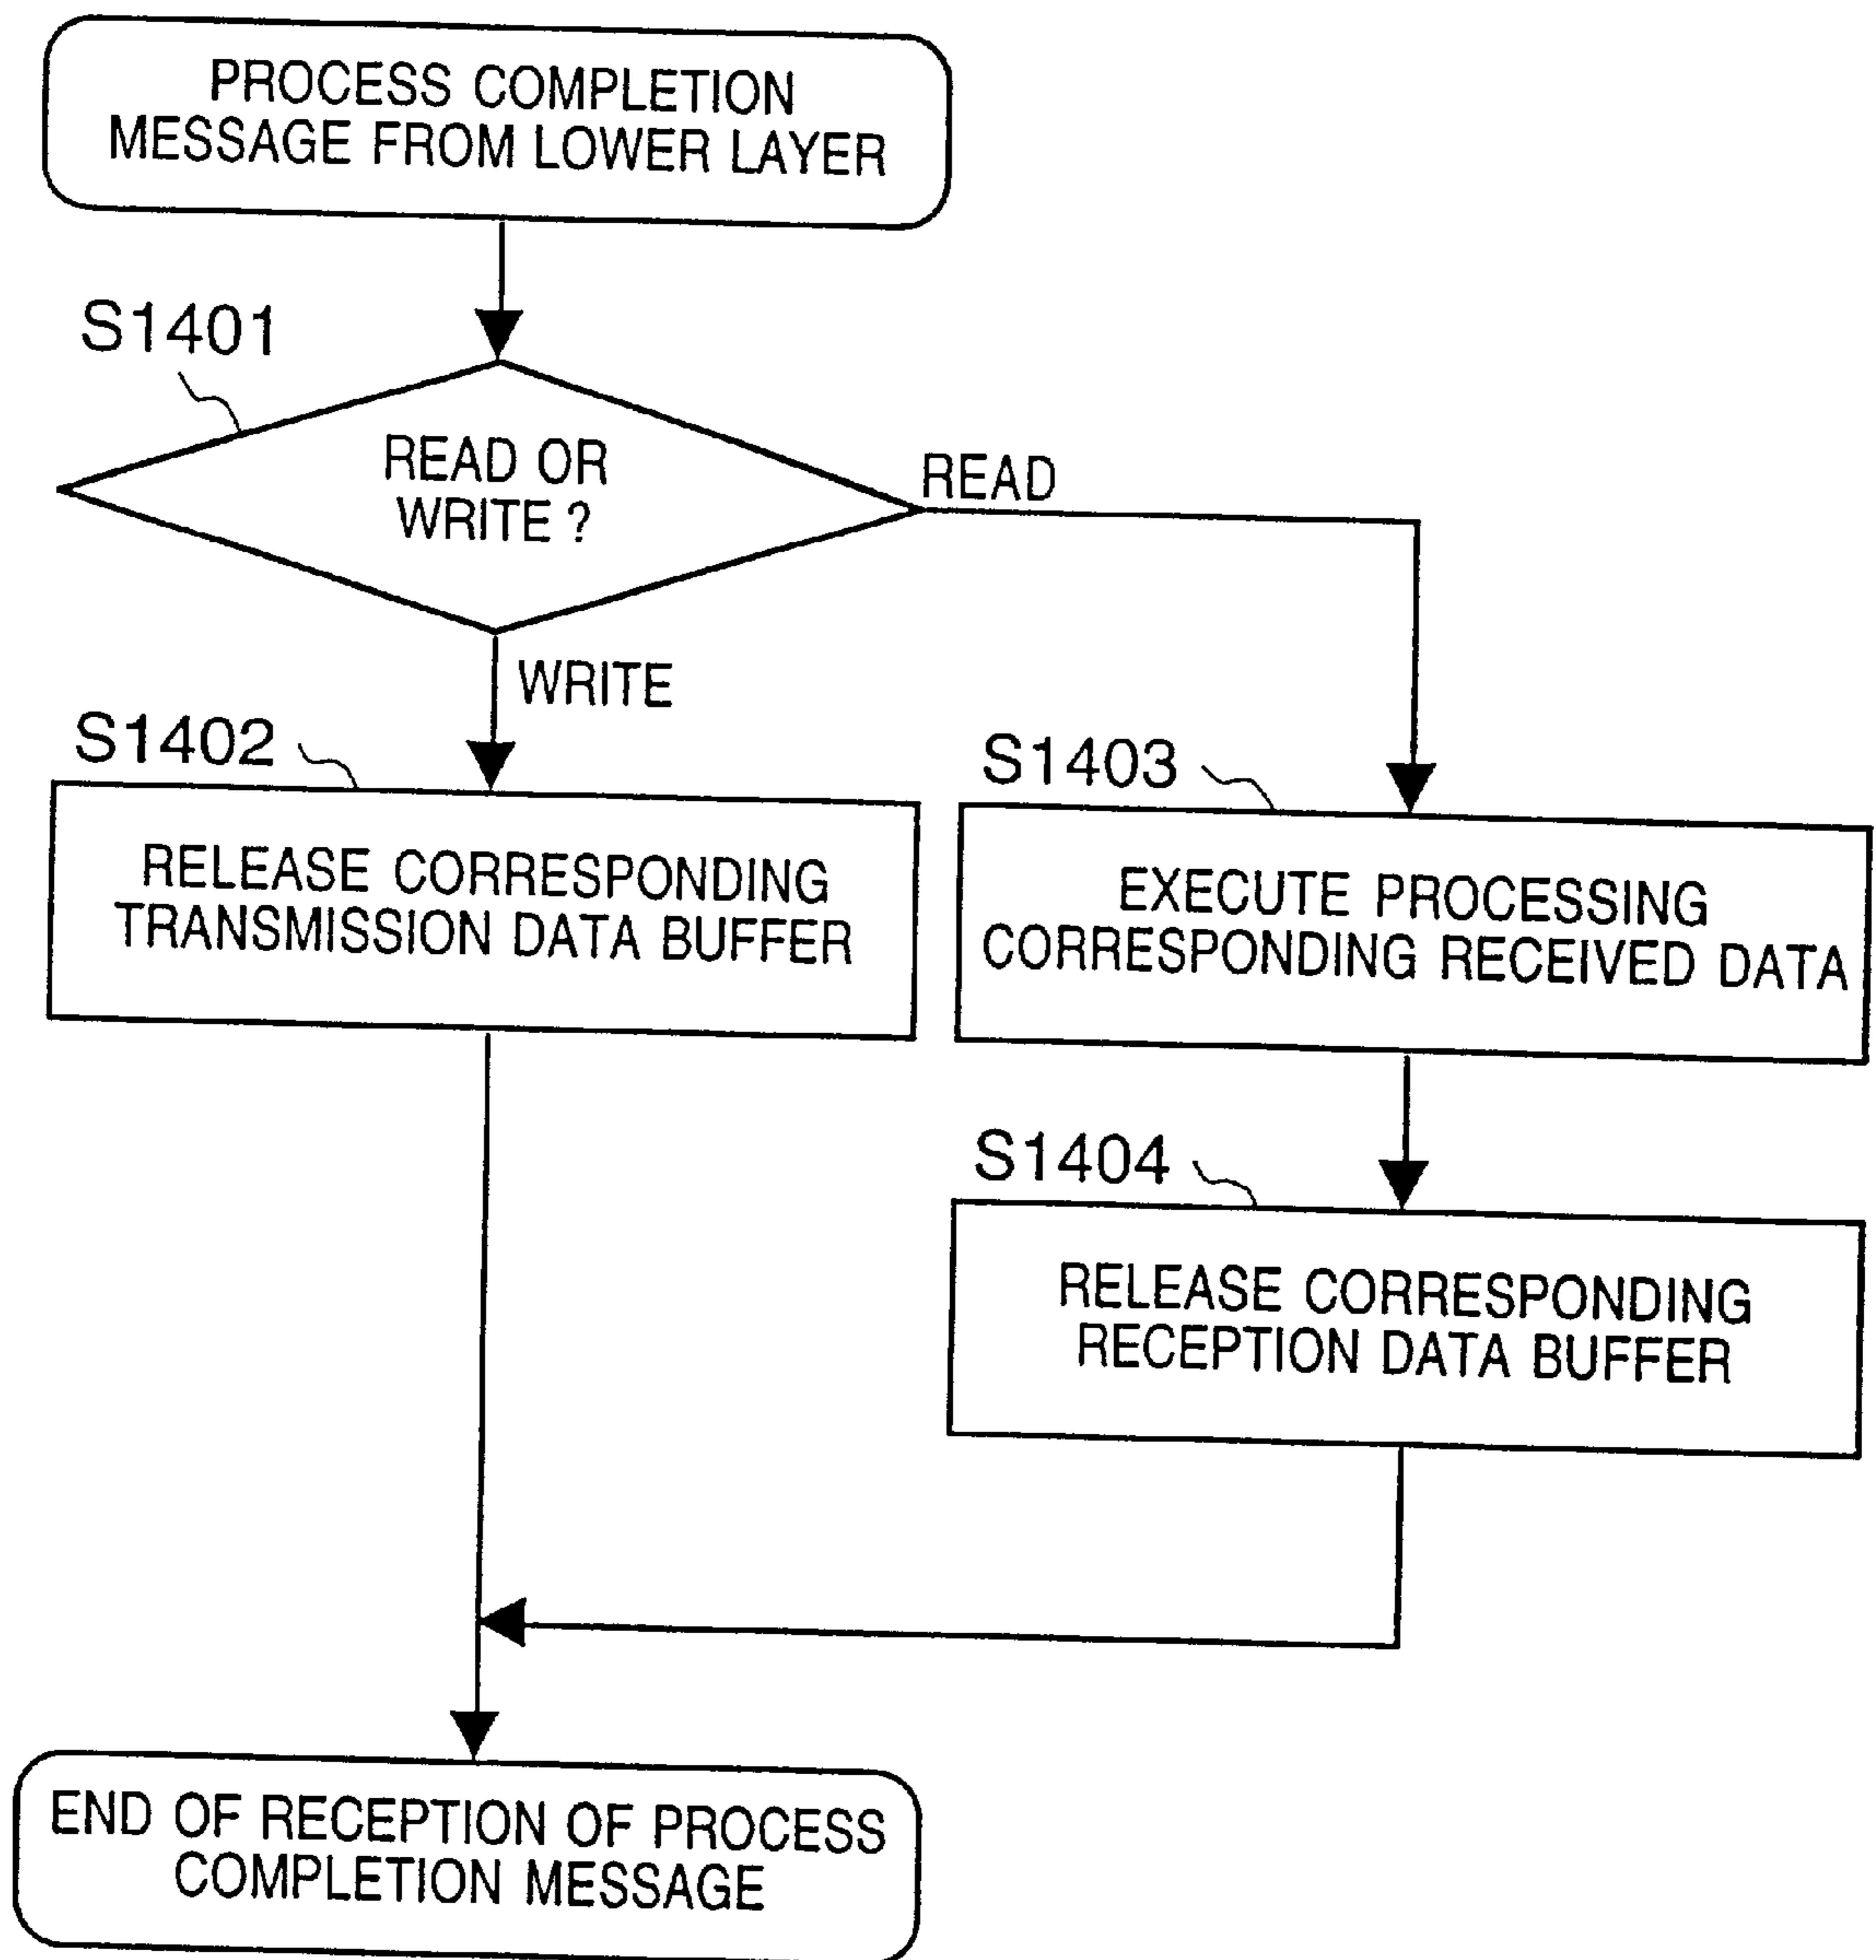 PROCESS COMPLETION
MESSAGE FROM LOWER LAYER
S1401
READ OR
WRITE ?
READ
WRITE
S1402
RELEASE CORRESPONDING
TRANSMISSION DATA BUFFER
S1403
EXECUTE PROCESSING
CORRESPONDING RECEIVED DATA
S1404
RELEASE CORRESPONDING
RECEPTION DATA BUFFER
END OF RECEPTION OF PROCESS
COMPLETION MESSAGE